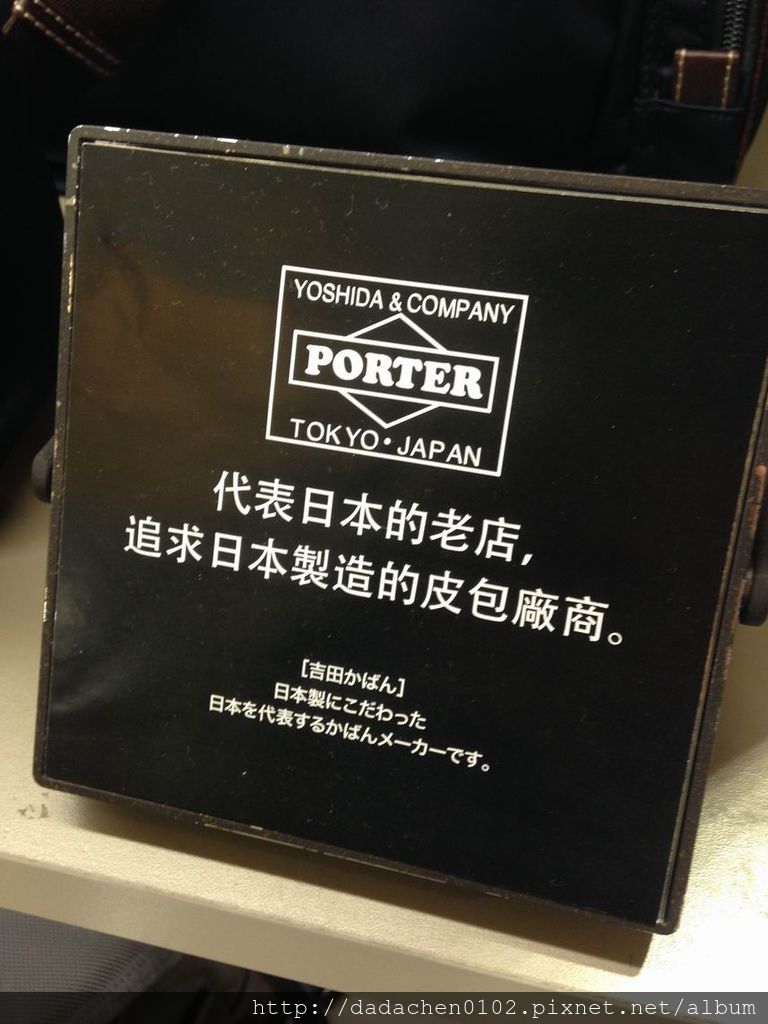 YOSHIDA & COMPANY
PORTER
TOKYO・JAPAN
代表日本的老店,
追求日本製造的皮包廠商。
[吉田かばん]
日本製にこだわった
日本を代表するかばんメーカーです。
http://dadachen0102.pixnet.net/album